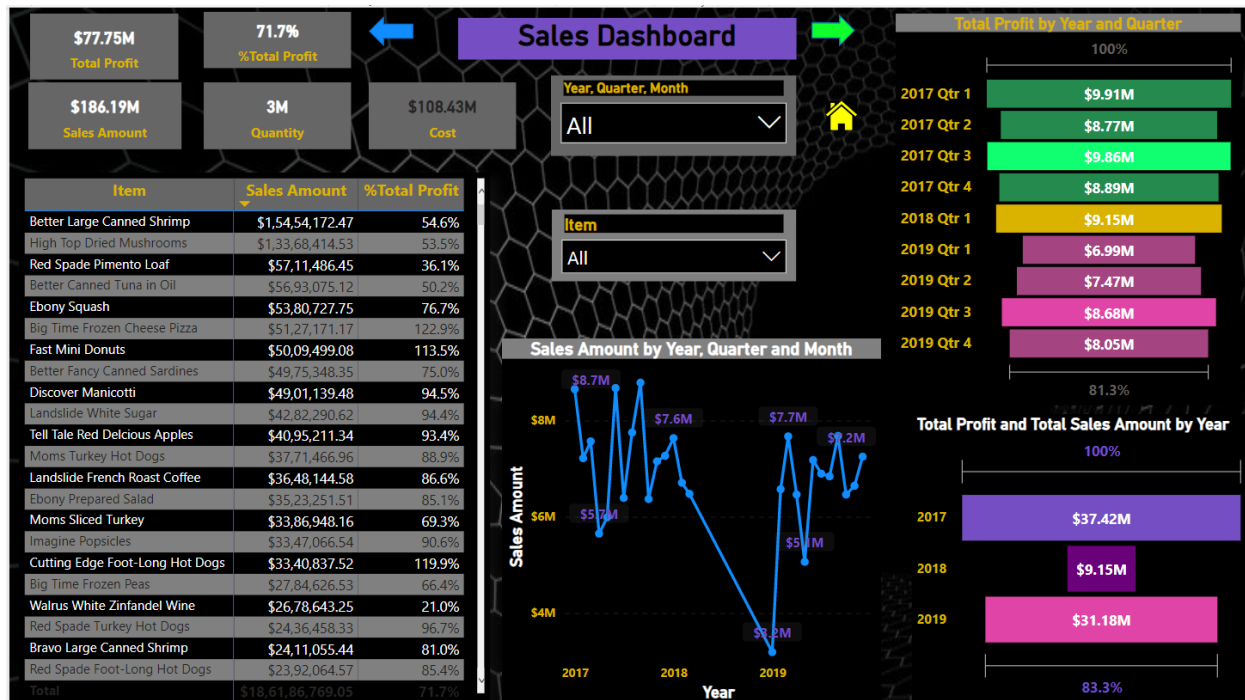 $77.75M
Total Profit
71.7%
%Total Profit
Sales Dashboard
$186.19M
Sales Amount
3M
Quantity
$108.43M
Cost
Year, Quarter, Month
All
Item
All
Item Sales Amount %Total Profit
Better Large Canned Shrimp $1,54,54,172.47 54.6%
High Top Dried Mushrooms $1,33,68,414.53 53.5%
Red Spade Pimento Loaf $57,11,486.45 36.1%
Better Canned Tuna in Oil $56,93,075.12 50.2%
Ebony Squash $53,80,727.75 76.7%
Big Time Frozen Cheese Pizza $51,27,171.17 122.9%
Fast Mini Donuts $50,09,499.08 113.5%
Better Fancy Canned Sardines $49,75,348.35 75.0%
Discover Manicotti $49,01,139.48 94.5%
Landslide White Sugar $42,82,290.62 94.4%
Tell Tale Red Delcious Apples $40,95,211.34 93.4%
Moms Turkey Hot Dogs $37,71,466.96 88.9%
Landslide French Roast Coffee $36,48,144.58 86.6%
Ebony Prepared Salad $35,23,251.51 85.1%
Moms Sliced Turkey $33,86,948.16 69.3%
Imagine Popsicles $33,47,066.54 90.6%
Cutting Edge Foot-Long Hot Dogs $33,40,837.52 119.9%
Big Time Frozen Peas $27,84,626.53 66.4%
Walrus White Zinfandel Wine $26,78,643.25 21.0%
Red Spade Turkey Hot Dogs $24,36,458.33 96.7%
Bravo Large Canned Shrimp $24,11,055.44 81.0%
Red Spade Foot-Long Hot Dogs $23,92,064.57 85.4%
Total $18,61,86,769.05 71.7%
Sales Amount by Year, Quarter and Month
Sales Amount
$8M
$6M
$4M
$8.7M
$7.6M
$7.7M
$3.2M
2017 2018 2019
Year
Total Profit by Year and Quarter
100%
2017 Qtr 1 $9.91M
2017 Qtr 2 $8.77M
2017 Qtr 3 $9.86M
2017 Qtr 4 $8.89M
2018 Qtr 1 $9.15M
2019 Qtr 1 $6.99M
2019 Qtr 2 $7.47M
2019 Qtr 3 $8.68M
2019 Qtr 4 $8.05M
81.3%
Total Profit and Total Sales Amount by Year
100%
2017 $37.42M
2018 $9.15M
2019 $31.18M
83.3%